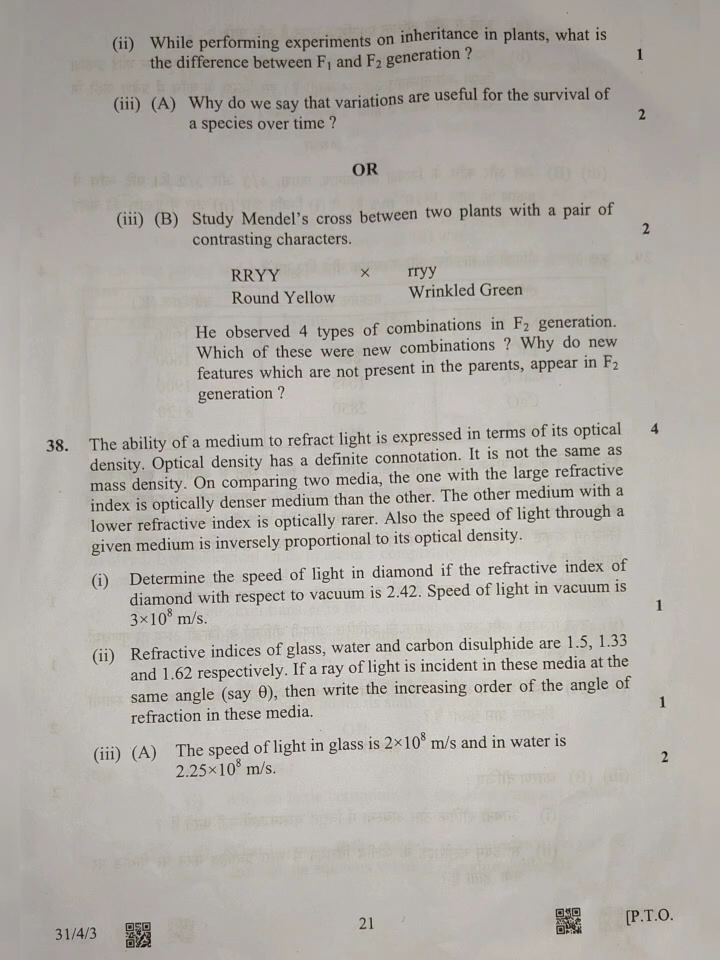 (ii) While performing experiments on inheritance in plants, what is
the difference between F₁ and F₂ generation ? 1
(iii) (A) Why do we say that variations are useful for the survival of
a species over time ? 2
OR
(iii) (B) Study Mendel's cross between two plants with a pair of
contrasting characters. 2
RRYY × rryy
Round Yellow Wrinkled Green
He observed 4 types of combinations in F₂ generation.
Which of these were new combinations ? Why do new
features which are not present in the parents, appear in F₂
generation ?
38. The ability of a medium to refract light is expressed in terms of its optical 4
density. Optical density has a definite connotation. It is not the same as
mass density. On comparing two media, the one with the large refractive
index is optically denser medium than the other. The other medium with a
lower refractive index is optically rarer. Also the speed of light through a
given medium is inversely proportional to its optical density.
(i) Determine the speed of light in diamond if the refractive index of
diamond with respect to vacuum is 2.42. Speed of light in vacuum is
3×10⁸ m/s. 1
(ii) Refractive indices of glass, water and carbon disulphide are 1.5, 1.33
and 1.62 respectively. If a ray of light is incident in these media at the
same angle (say θ), then write the increasing order of the angle of
refraction in these media. 1
(iii) (A) The speed of light in glass is 2×10⁸ m/s and in water is
2.25×10⁸ m/s. 2
31/4/3 21 [P.T.O.